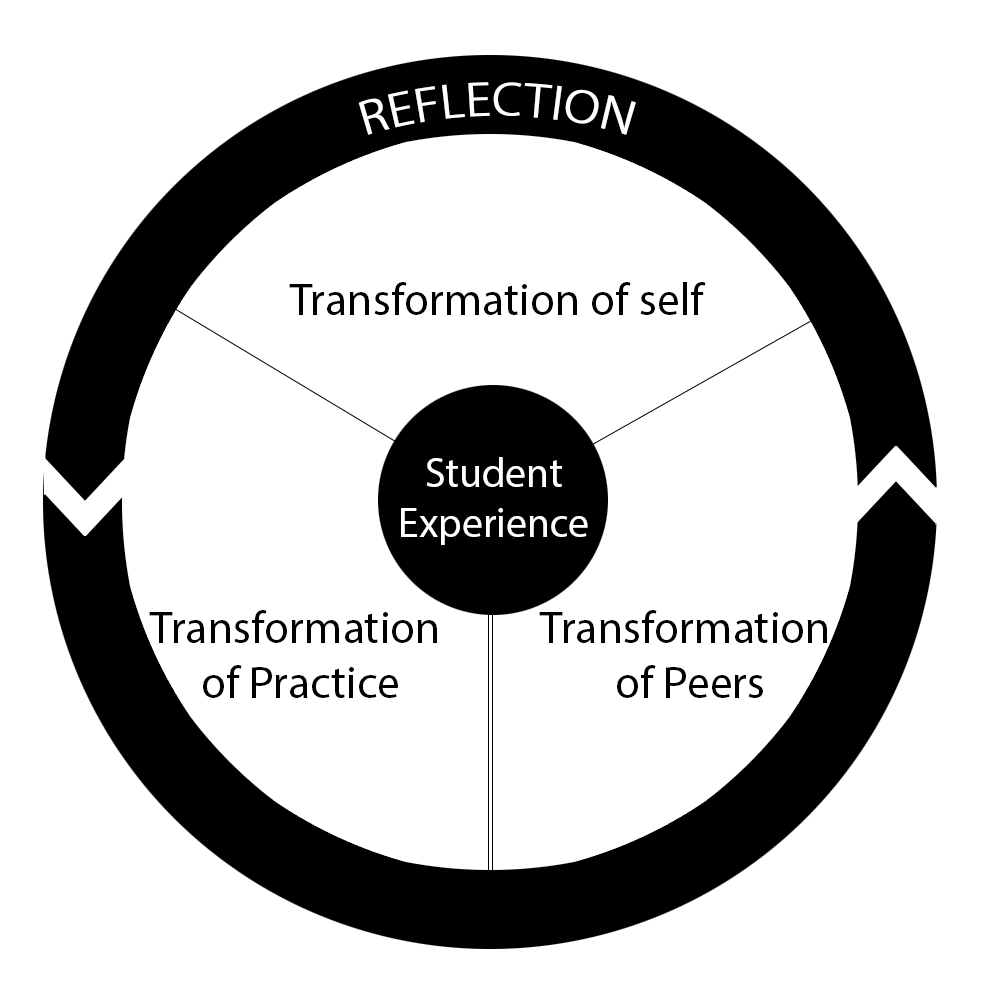 REFLECTION
Transformation of self
Student
Experience
Transformation
of Practice
Transformation
of Peers